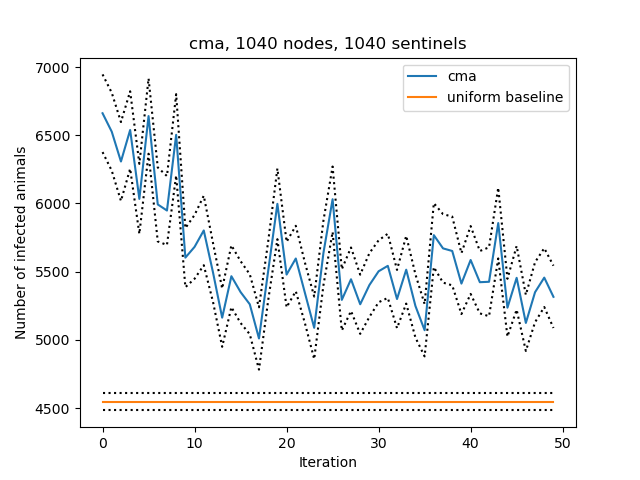 cma, 1040 nodes, 1040 sentinels
cma
uniform baseline
Number of infected animals
7000
6500
6000
5500
5000
4500
0 10 20 30 40 50
Iteration